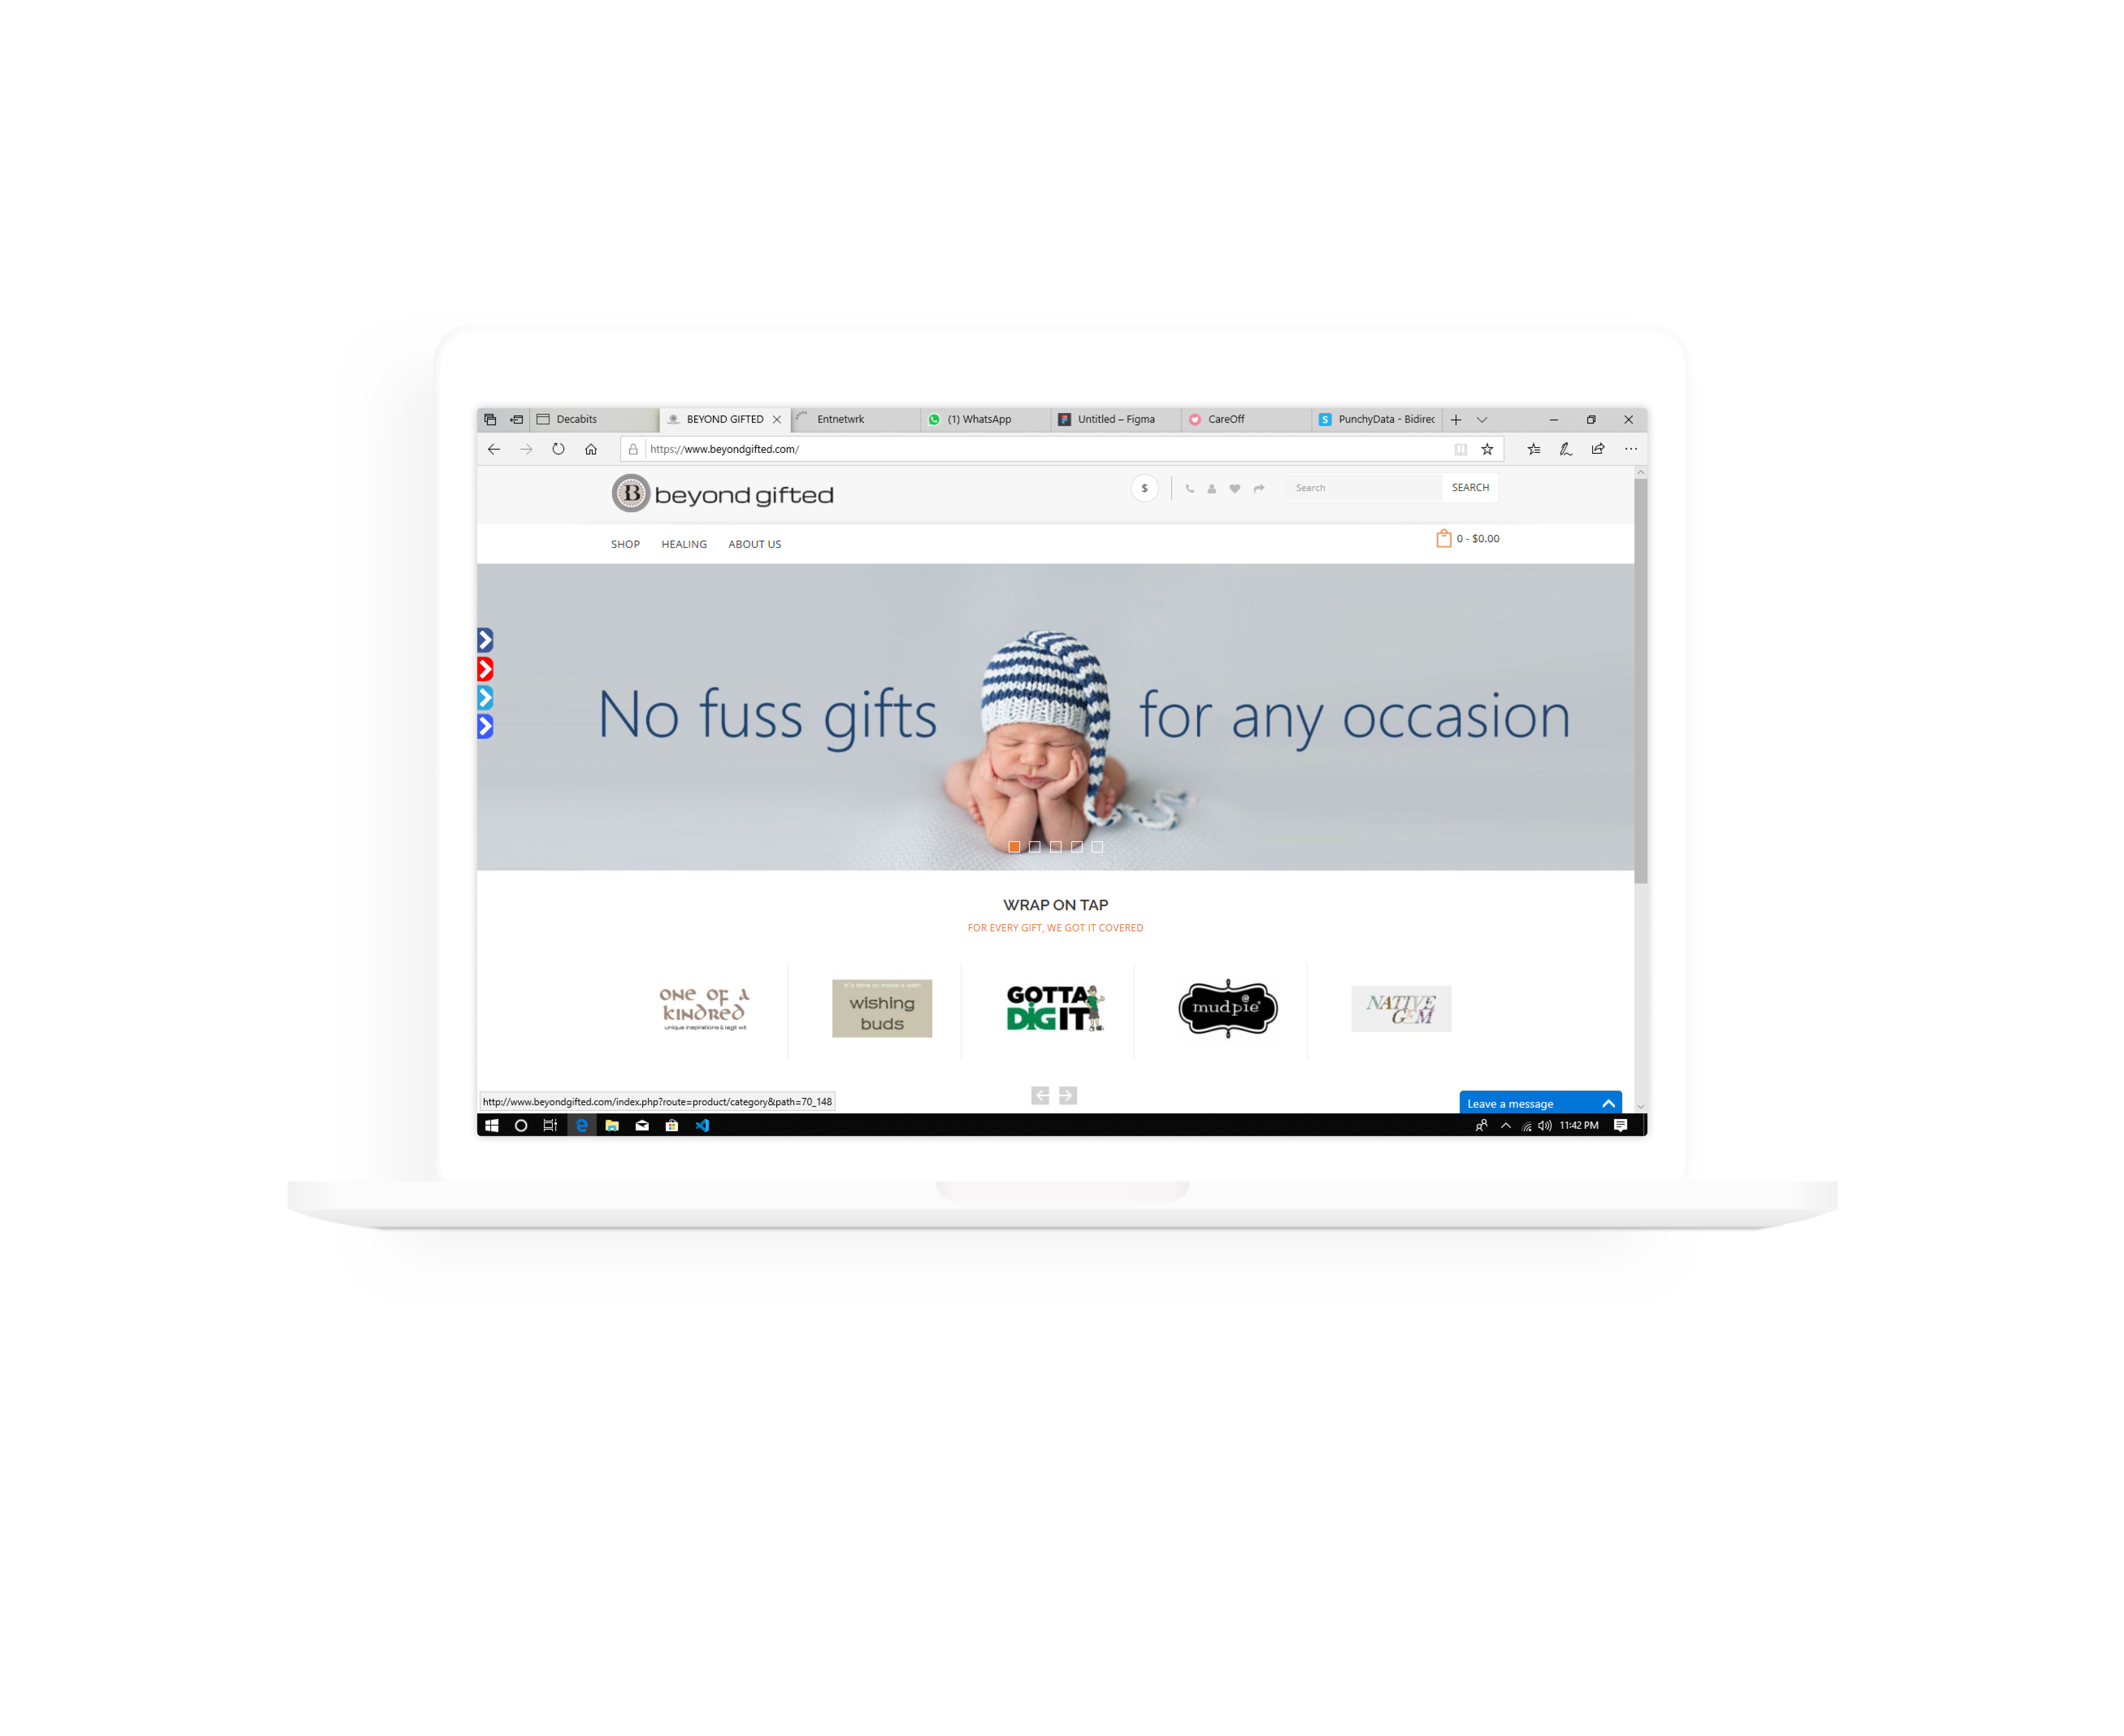 Decabits
BEYOND GIFTED
Entnetwrk
(1) WhatsApp
Untitled – Figma
CareOff
S
PunchyData - Bidirec
https://www.beyondgifted.com/
B
beyond gifted
$
Search
SEARCH
SHOP
HEALING
ABOUT US
0 - $0.00
No fuss gifts
for any occasion
WRAP ON TAP
FOR EVERY GIFT, WE GOT IT COVERED
ONE OF A
KINDRED
unique inspirations & legit wit
It's time to make a wish
wishing
buds
GOTTA
DIG IT
mudpie
NATIVE
GEM
http://www.beyondgifted.com/index.php?route=product/category&path=70_148
Leave a message
11:42 PM